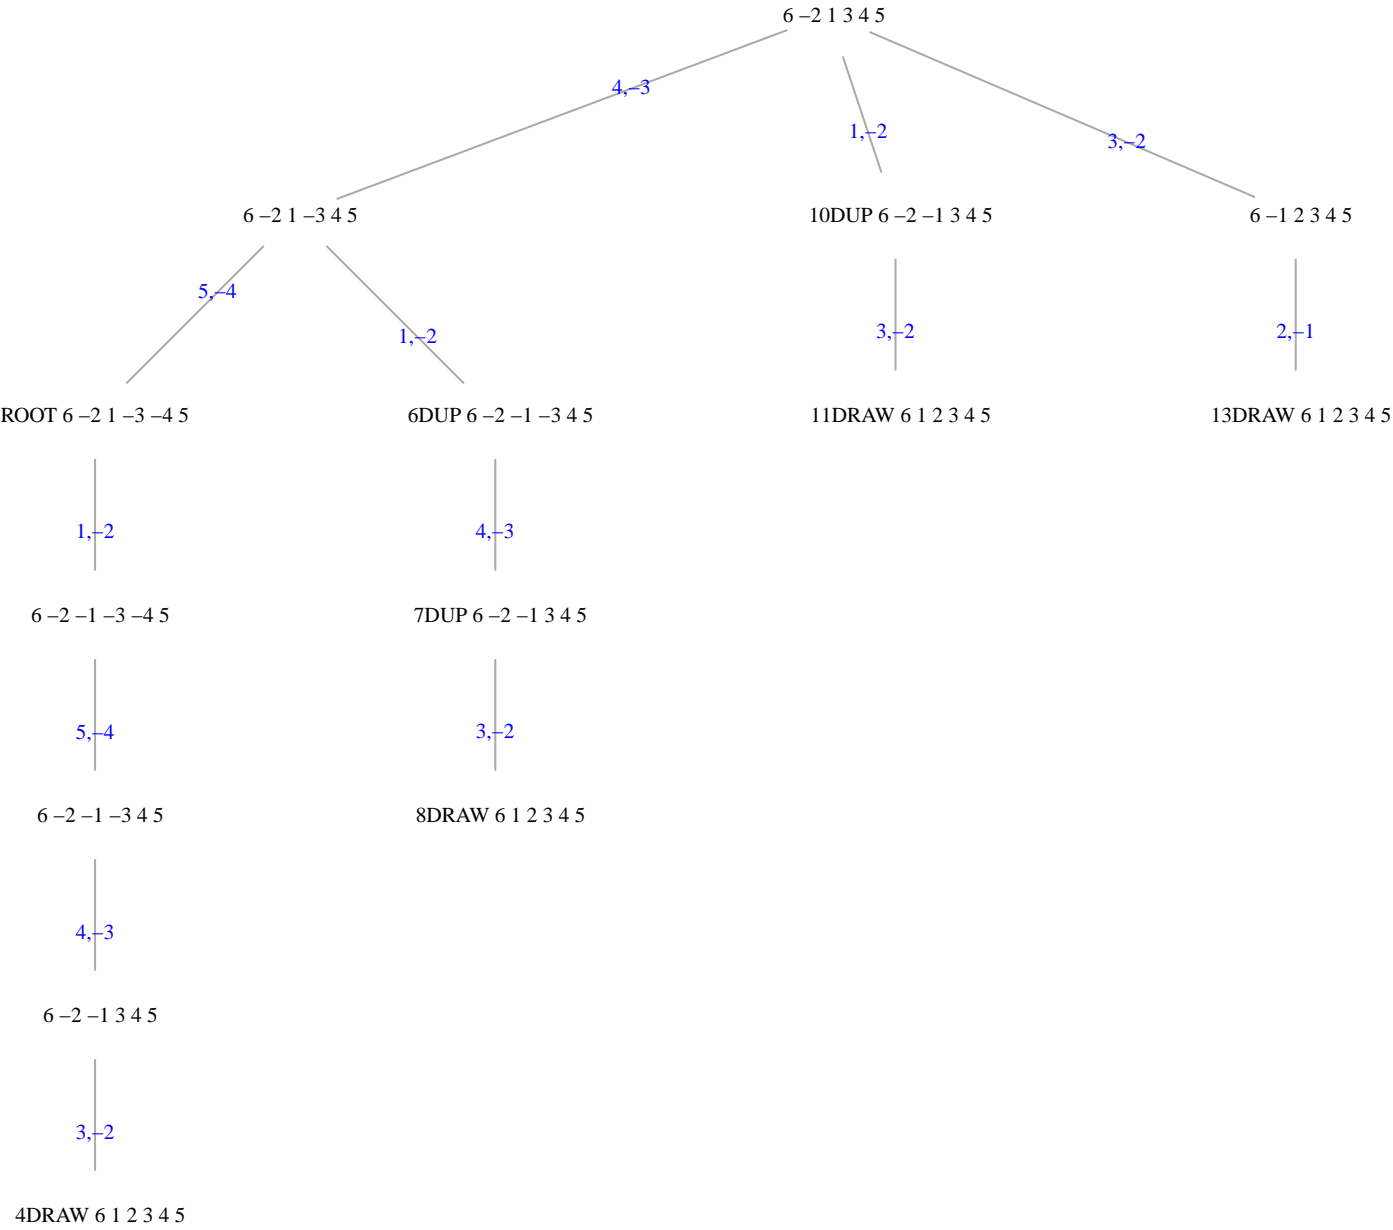 6 –2 1 3 4 5
4,–3
1,–2
3,–2
6 –2 1 –3 4 5
10DUP 6 –2 –1 3 4 5
6 –1 2 3 4 5
5,–4
1,–2
3,–2
2,–1
ROOT 6 –2 1 –3 –4 5
6DUP 6 –2 –1 –3 4 5
11DRAW 6 1 2 3 4 5
13DRAW 6 1 2 3 4 5
1,–2
4,–3
6 –2 –1 –3 –4 5
7DUP 6 –2 –1 3 4 5
5,–4
3,–2
6 –2 –1 –3 4 5
8DRAW 6 1 2 3 4 5
4,–3
6 –2 –1 3 4 5
3,–2
4DRAW 6 1 2 3 4 5